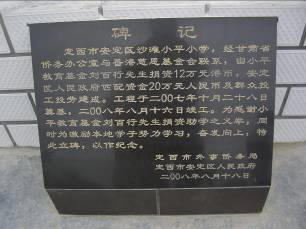 碑记
定西市安定区沙滩小平小学，经甘肃省
侨务办公室与香港慈恩基金会联系，由小平
教育基金刘百行先生捐资12万元港币，安定
区人民政府匹配资金20万元人民币及群众投
工投劳建成。工程于二00七年十月二十八日
奠基，二00八年八月十六日竣工。为感谢小
平教育基金刘百行先生捐资助学之义举，同
时为激励本地学子努力学习，奋发向上，特
此立碑，以作纪念。
定西市外事侨务局
定西市安定区人民政府
二00八年八月十八日